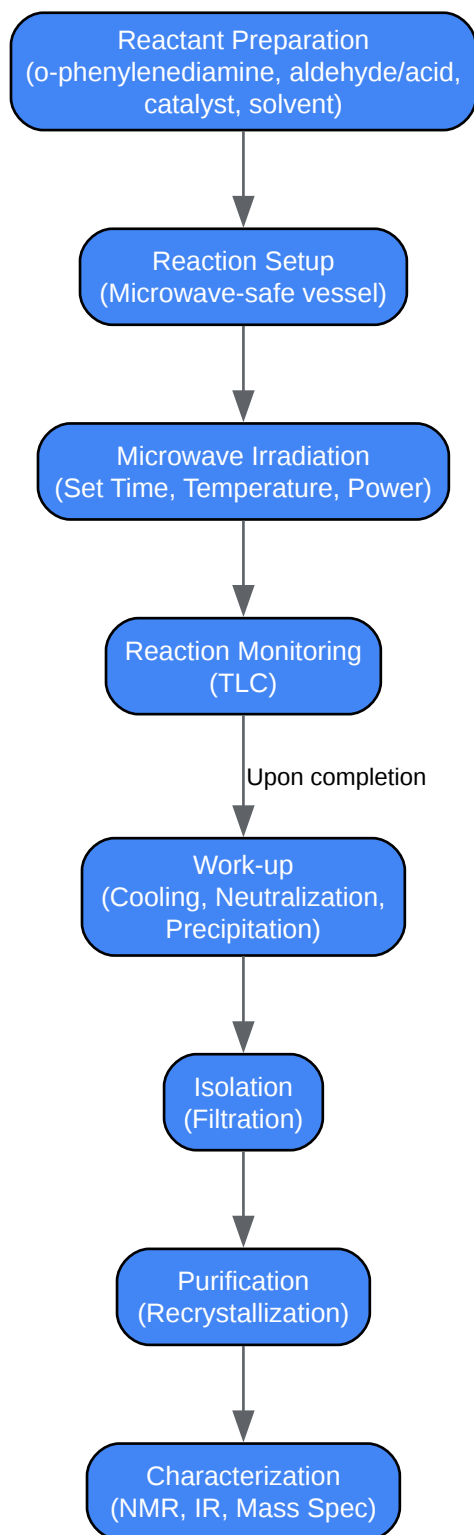 Reactant Preparation
(o-phenylenediamine, aldehyde/acid,
catalyst, solvent)
Reaction Setup
(Microwave-safe vessel)
Microwave Irradiation
(Set Time, Temperature, Power)
Reaction Monitoring
(TLC)
Upon completion
Work-up
(Cooling, Neutralization,
Precipitation)
Isolation
(Filtration)
Purification
(Recrystallization)
Characterization
(NMR, IR, Mass Spec)